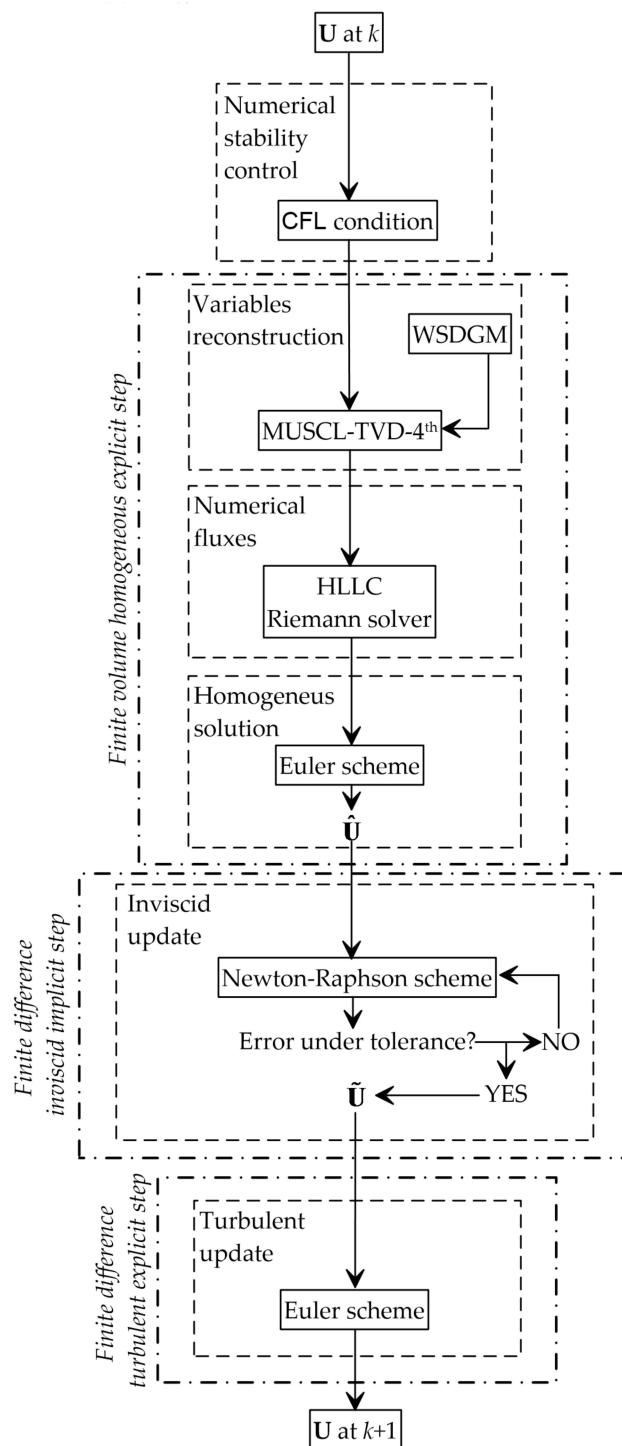 U at k
Numerical
stability
control
CFL condition
Finite volume homogeneous explicit step
Variables
reconstruction
WSDGM
MUSCL-TVD-4th
Numerical
fluxes
HLLC
Riemann solver
Homogeneus
solution
Euler scheme
Û
Finite difference
inviscid implicit step
Inviscid
update
Newton-Raphson scheme
Error under tolerance?
NO
YES
Ũ
Finite difference
turbulent explicit step
Turbulent
update
Euler scheme
U at k+1